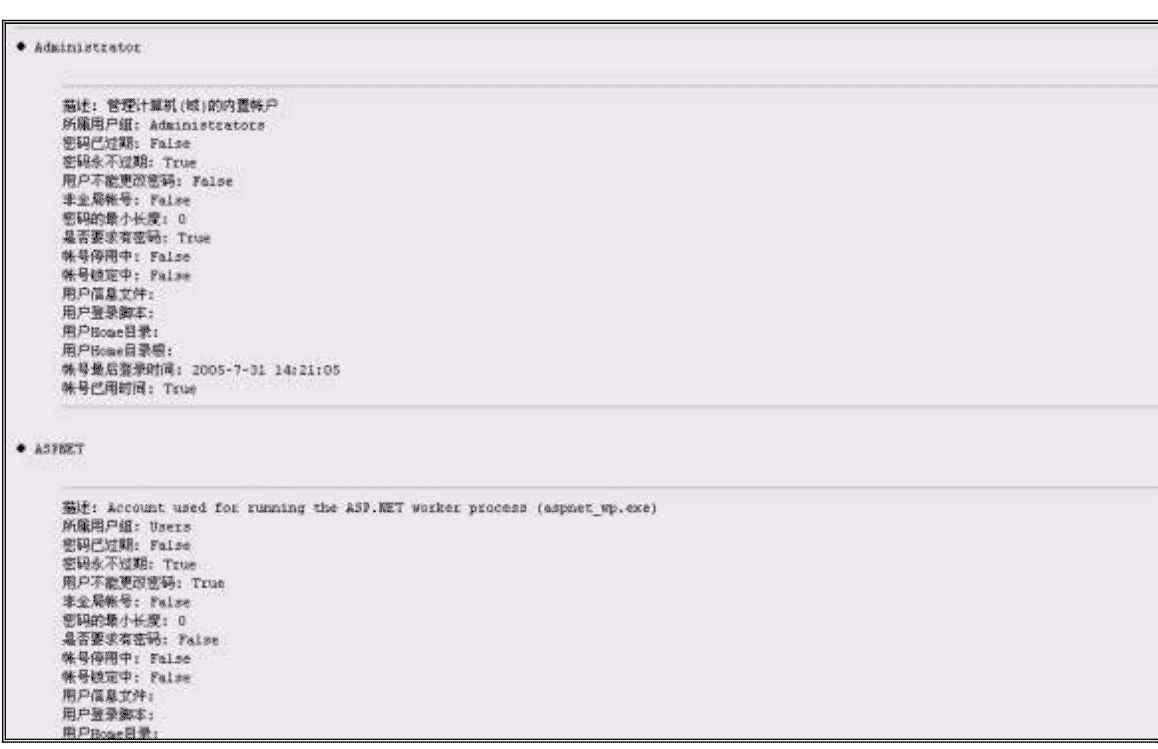 Administrator
描述: 管理计算机(域)的内置帐户
所属用户组: Administrators
密码已过期: False
密码永不过期: True
用户不能更改密码: False
非全局帐号: False
密码的最小长度: 0
是否要求有密码: True
帐号停用中: False
帐号锁定中: False
用户信息文件:
用户登录脚本:
用户Home目录:
用户Home目录根:
帐号最后登录时间: 2005-7-31 14:21:05
帐号已用时间: True
ASPNET
描述: Account used for running the ASP.NET worker process (aspnet_wp.exe)
所属用户组: Users
密码已过期: False
密码永不过期: True
用户不能更改密码: True
非全局帐号: False
密码的最小长度: 0
是否要求有密码: False
帐号停用中: False
帐号锁定中: False
用户信息文件:
用户登录脚本:
用户Home目录: